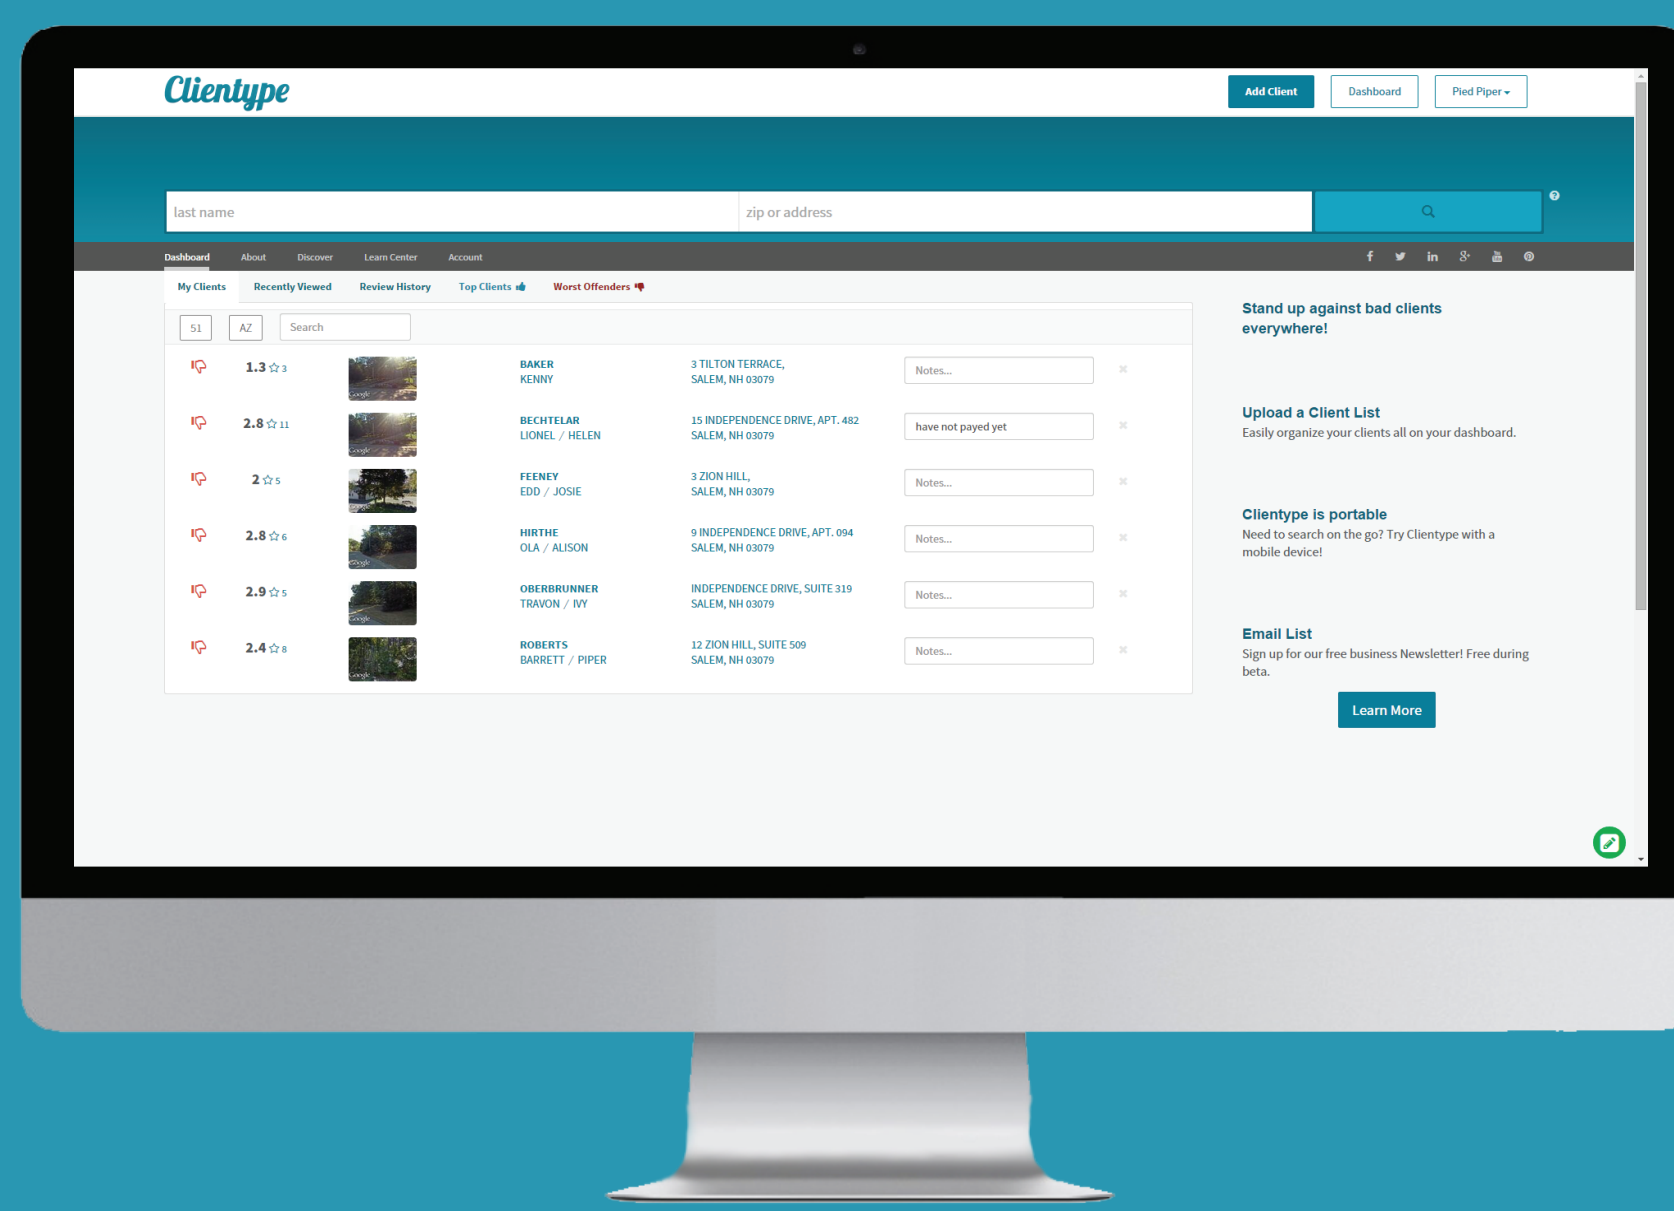 Clientype
Add Client
Dashboard
Pied Piper
last name
zip or address
Dashboard
About
Discover
Learn Center
Account
My Clients
Recently Viewed
Review History
Top Clients
Worst Offenders
51
AZ
Search
1.3 3
Google
BAKER
KENNY
3 TILTON TERRACE,
SALEM, NH 03079
Notes...
2.8 11
Google
BECHTELAR
LIONEL / HELEN
15 INDEPENDENCE DRIVE, APT. 482
SALEM, NH 03079
have not payed yet
2 5
Google
FEENEY
EDD / JOSIE
3 ZION HILL,
SALEM, NH 03079
Notes...
2.8 6
Google
HIRTHE
OLA / ALISON
9 INDEPENDENCE DRIVE, APT. 094
SALEM, NH 03079
Notes...
2.9 5
Google
OBERBRUNNER
TRAVON / IVY
INDEPENDENCE DRIVE, SUITE 319
SALEM, NH 03079
Notes...
2.4 8
Google
ROBERTS
BARRETT / PIPER
12 ZION HILL, SUITE 509
SALEM, NH 03079
Notes...
Stand up against bad clients
everywhere!
Upload a Client List
Easily organize your clients all on your dashboard.
Clientype is portable
Need to search on the go? Try Clientype with a
mobile device!
Email List
Sign up for our free business Newsletter! Free during
beta.
Learn More